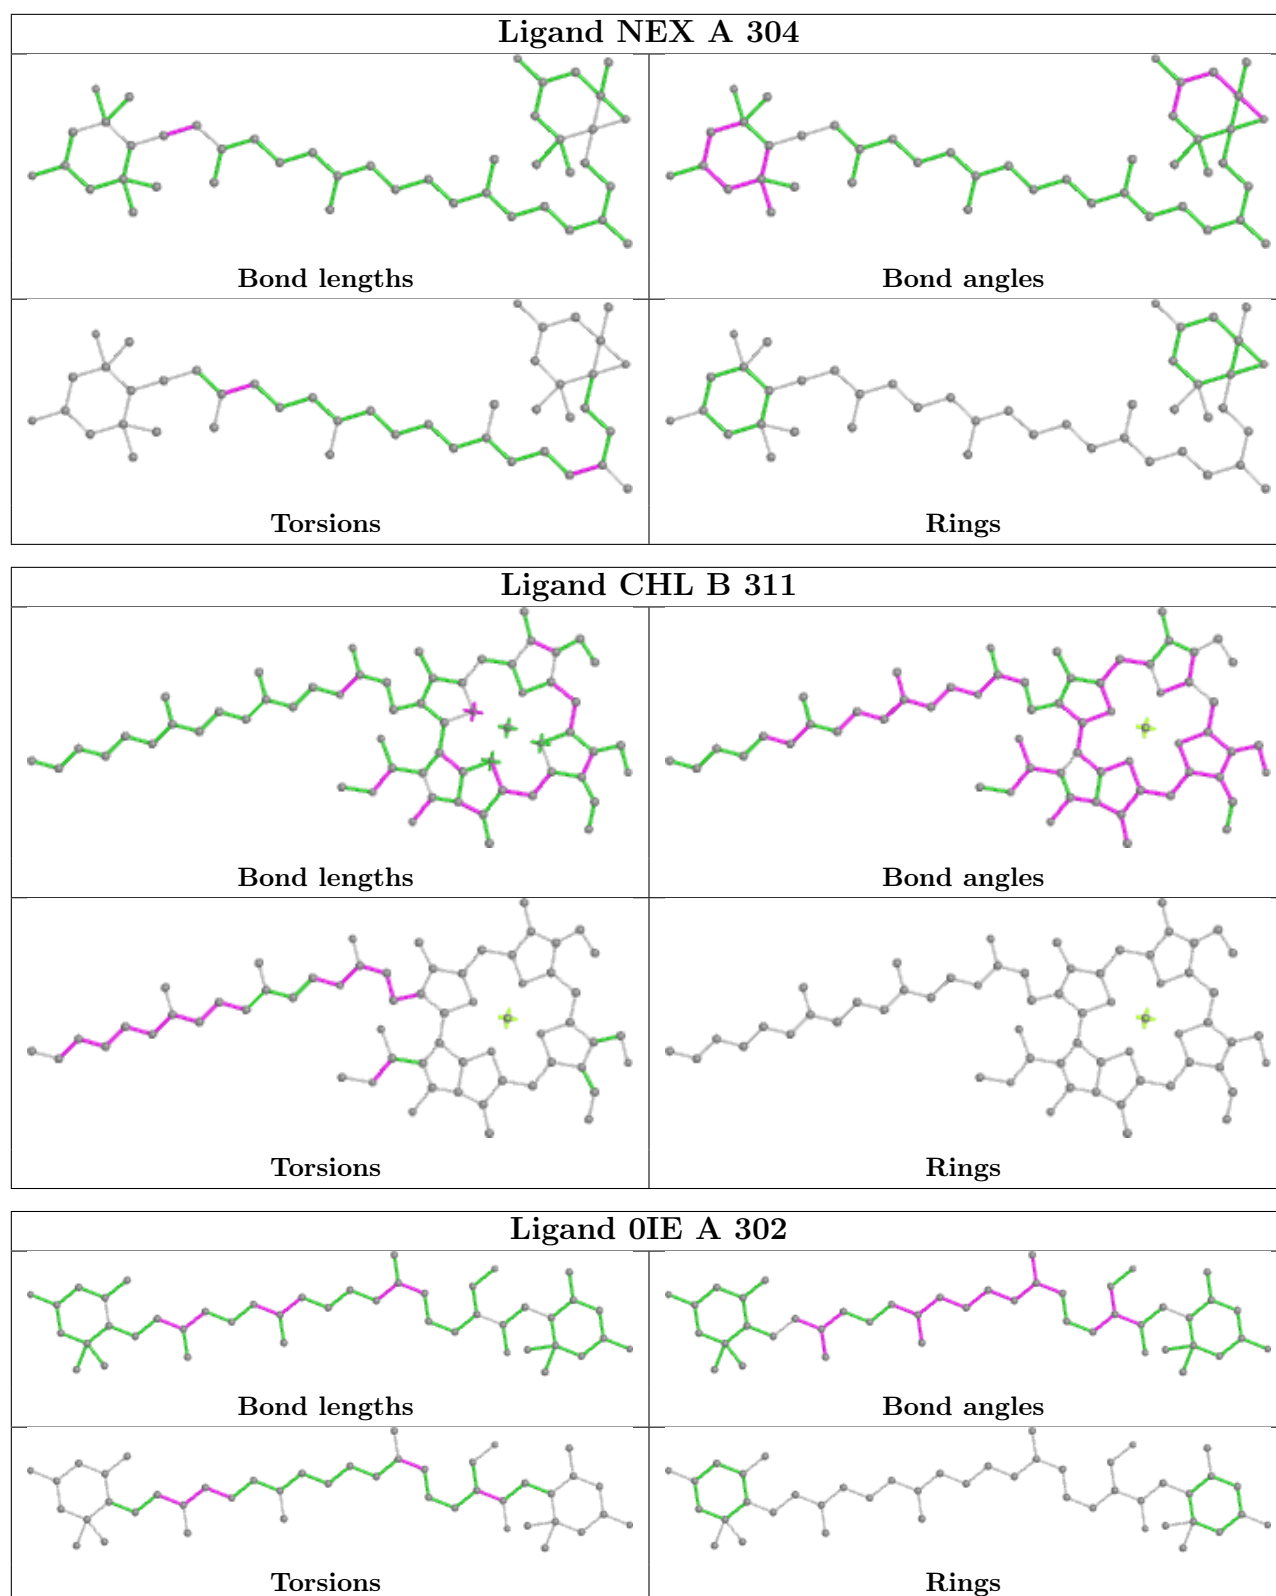 Ligand NEX A 304
Bond lengths
Bond angles
Torsions
Rings
Ligand CHL B 311
Bond lengths
Bond angles
Torsions
Rings
Ligand 0IE A 302
Bond lengths
Bond angles
Torsions
Rings